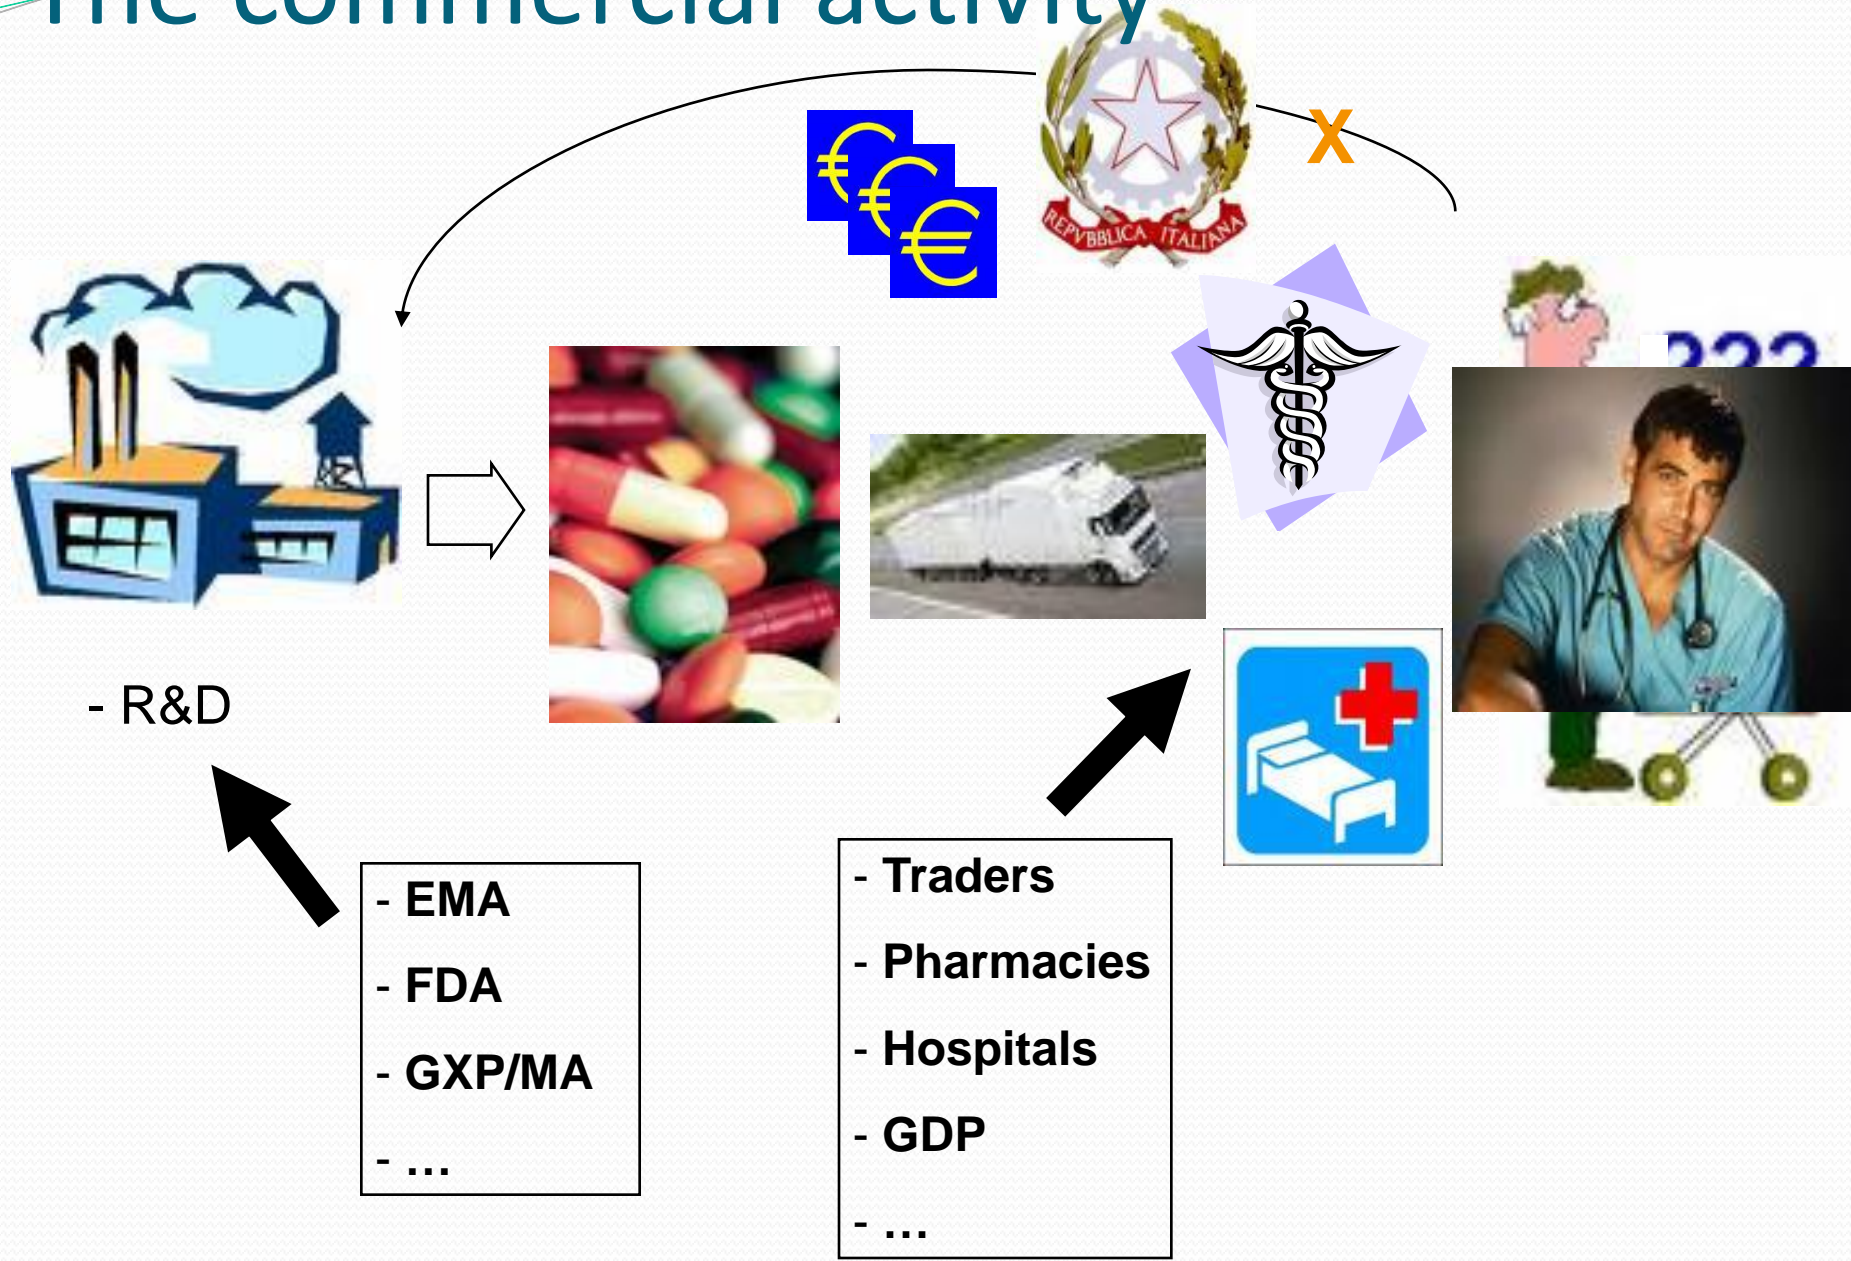 The commercial activity
€
€
€
REPVBBLICA ITALIANA
X
???
- R&D
- EMA
- FDA
- GXP/MA
- …
- Traders
- Pharmacies
- Hospitals
- GDP
- …